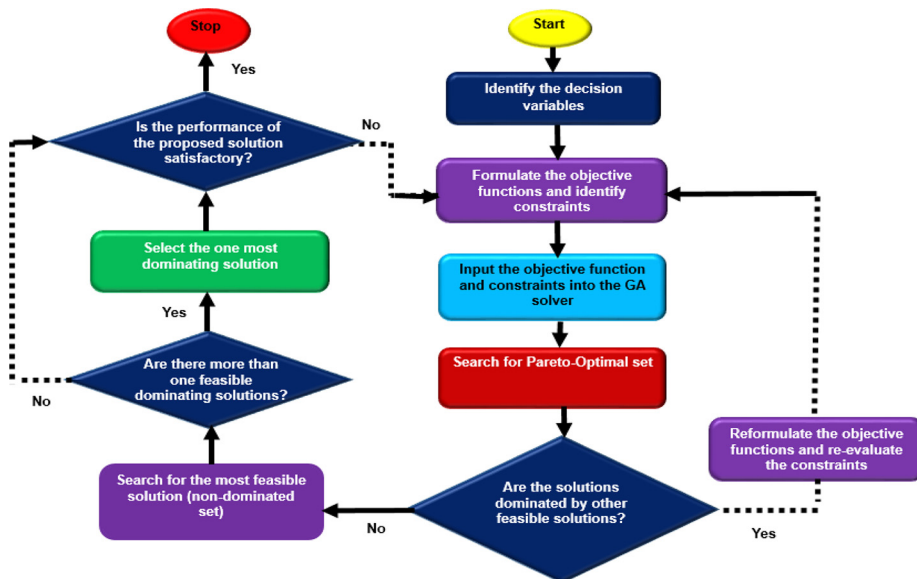 Start
Identify the decision
variables
Formulate the objective
functions and identify
constraints
Input the objective function
and constraints into the GA
solver
Search for Pareto-Optimal set
Are the solutions
dominated by other
feasible solutions?
Yes
Reformulate the objective
functions and re-evaluate
the constraints
No
Search for the most feasible
solution (non-dominated
set)
Are there more than
one feasible
dominating solutions?
No
Yes
Select the one most
dominating solution
Is the performance of
the proposed solution
satisfactory?
No
Yes
Stop